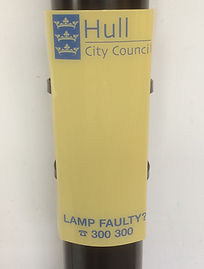 Hull
City Council
LAMP FAULTY?
☎ 300 300